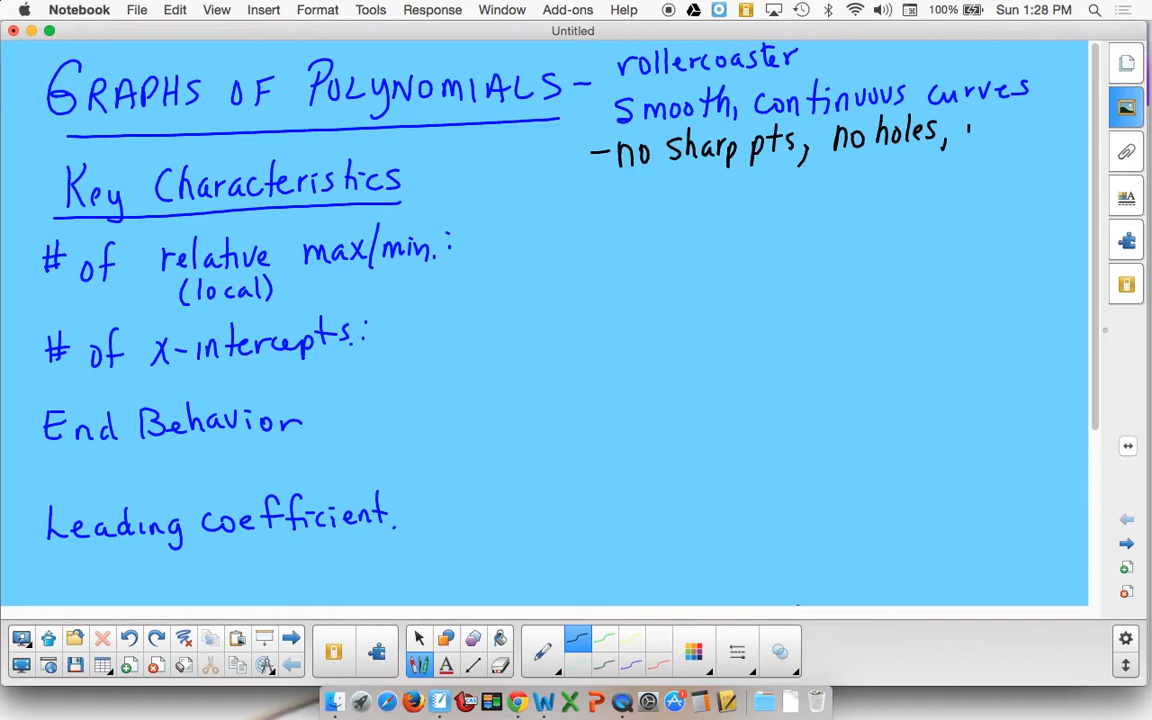 Notebook File Edit View Insert Format Tools Response Window Add-ons Help 100% Sun 1:28 PM
Untitled
GRAPHS OF POLYNOMIALS - rollercoaster
smooth, continuous curves
- no sharp pts, no holes,
Key Characteristics
# of relative max/min.:
(local)
# of x-intercepts:
End Behavior
Leading coefficient.